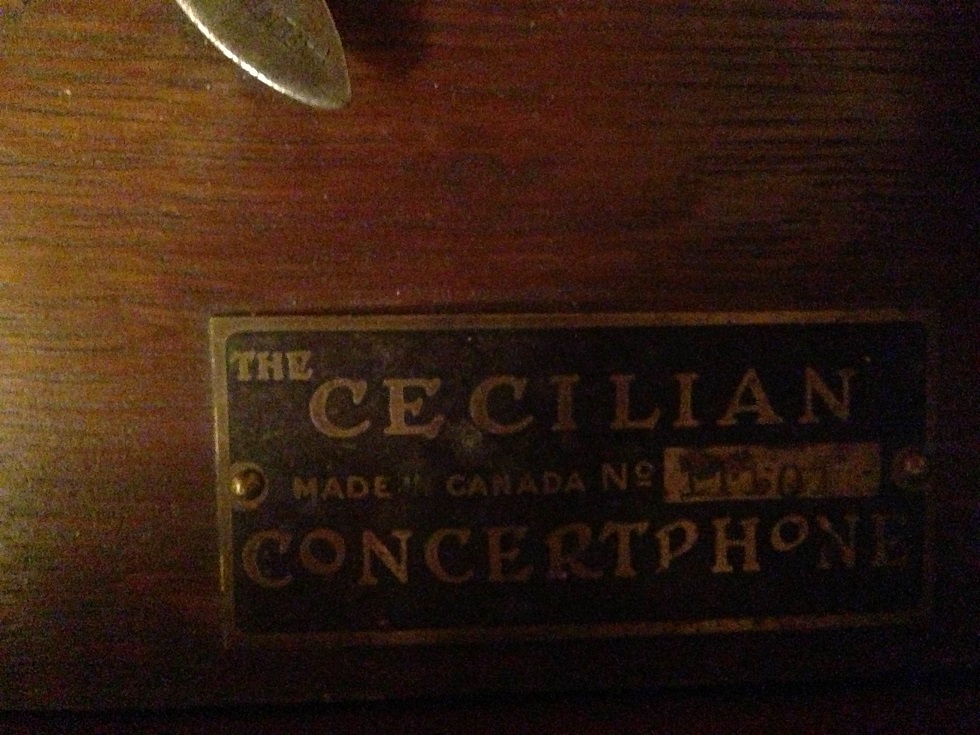 THE
CECILIAN
MADE IN CANADA Nº
CONCERTPHONE